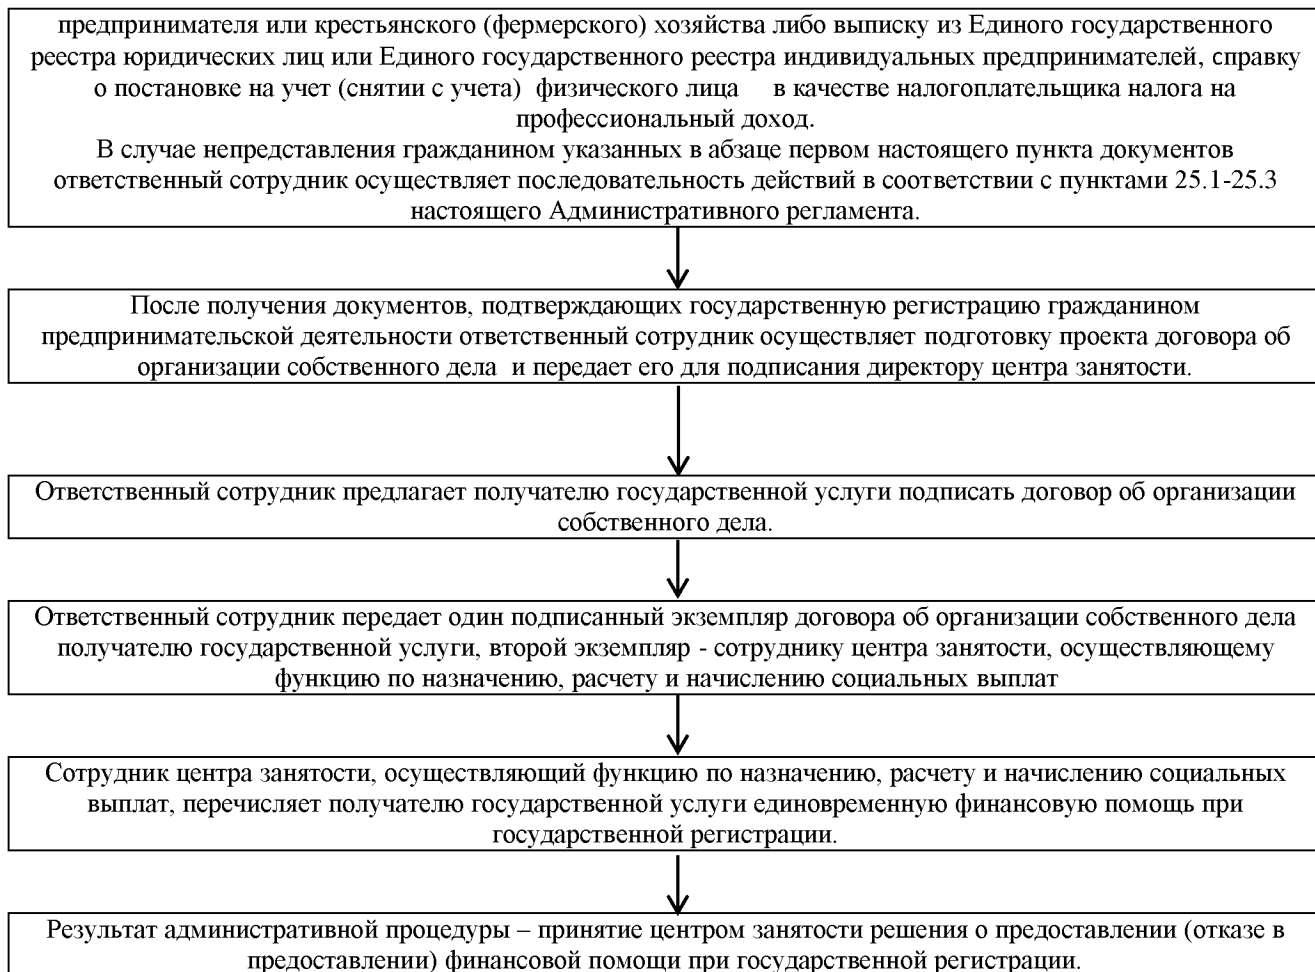 предпринимателя или крестьянского (фермерского) хозяйства либо выписку из Единого государственного
реестра юридических лиц или Единого государственного реестра индивидуальных предпринимателей, справку
о постановке на учет (снятии с учета) физического лица в качестве налогоплательщика налога на
профессиональный доход.
В случае непредставления гражданином указанных в абзаце первом настоящего пункта документов
ответственный сотрудник осуществляет последовательность действий в соответствии с пунктами 25.1-25.3
настоящего Административного регламента.
После получения документов, подтверждающих государственную регистрацию гражданином
предпринимательской деятельности ответственный сотрудник осуществляет подготовку проекта договора об
организации собственного дела и передает его для подписания директору центра занятости.
Ответственный сотрудник предлагает получателю государственной услуги подписать договор об организации
собственного дела.
Ответственный сотрудник передает один подписанный экземпляр договора об организации собственного дела
получателю государственной услуги, второй экземпляр - сотруднику центра занятости, осуществляющему
функцию по назначению, расчету и начислению социальных выплат
Сотрудник центра занятости, осуществляющий функцию по назначению, расчету и начислению социальных
выплат, перечисляет получателю государственной услуги единовременную финансовую помощь при
государственной регистрации.
Результат административной процедуры – принятие центром занятости решения о предоставлении (отказе в
предоставлении) финансовой помощи при государственной регистрации.